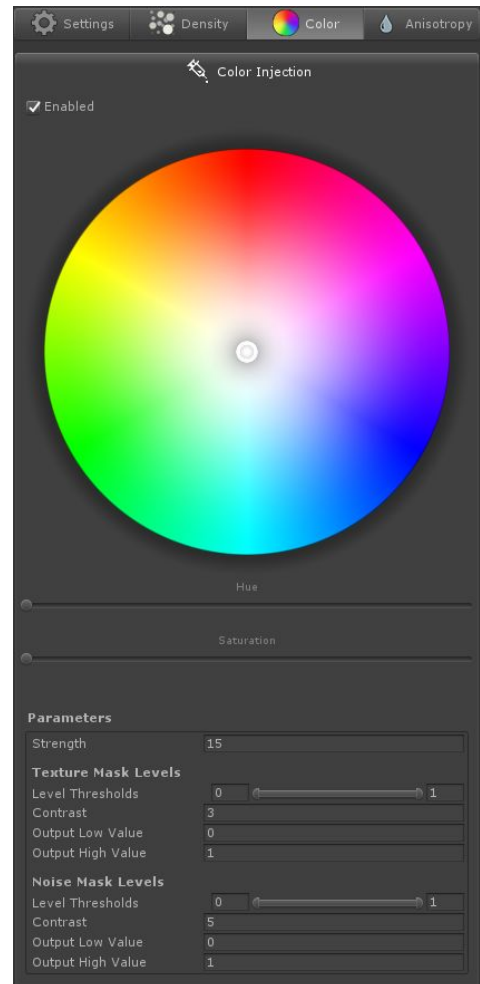 Settings Density Color Anisotropy
Color Injection
Enabled
Hue
Saturation
Parameters
Strength 15
Texture Mask Levels
Level Thresholds 0 1
Contrast 3
Output Low Value 0
Output High Value 1
Noise Mask Levels
Level Thresholds 0 1
Contrast 5
Output Low Value 0
Output High Value 1